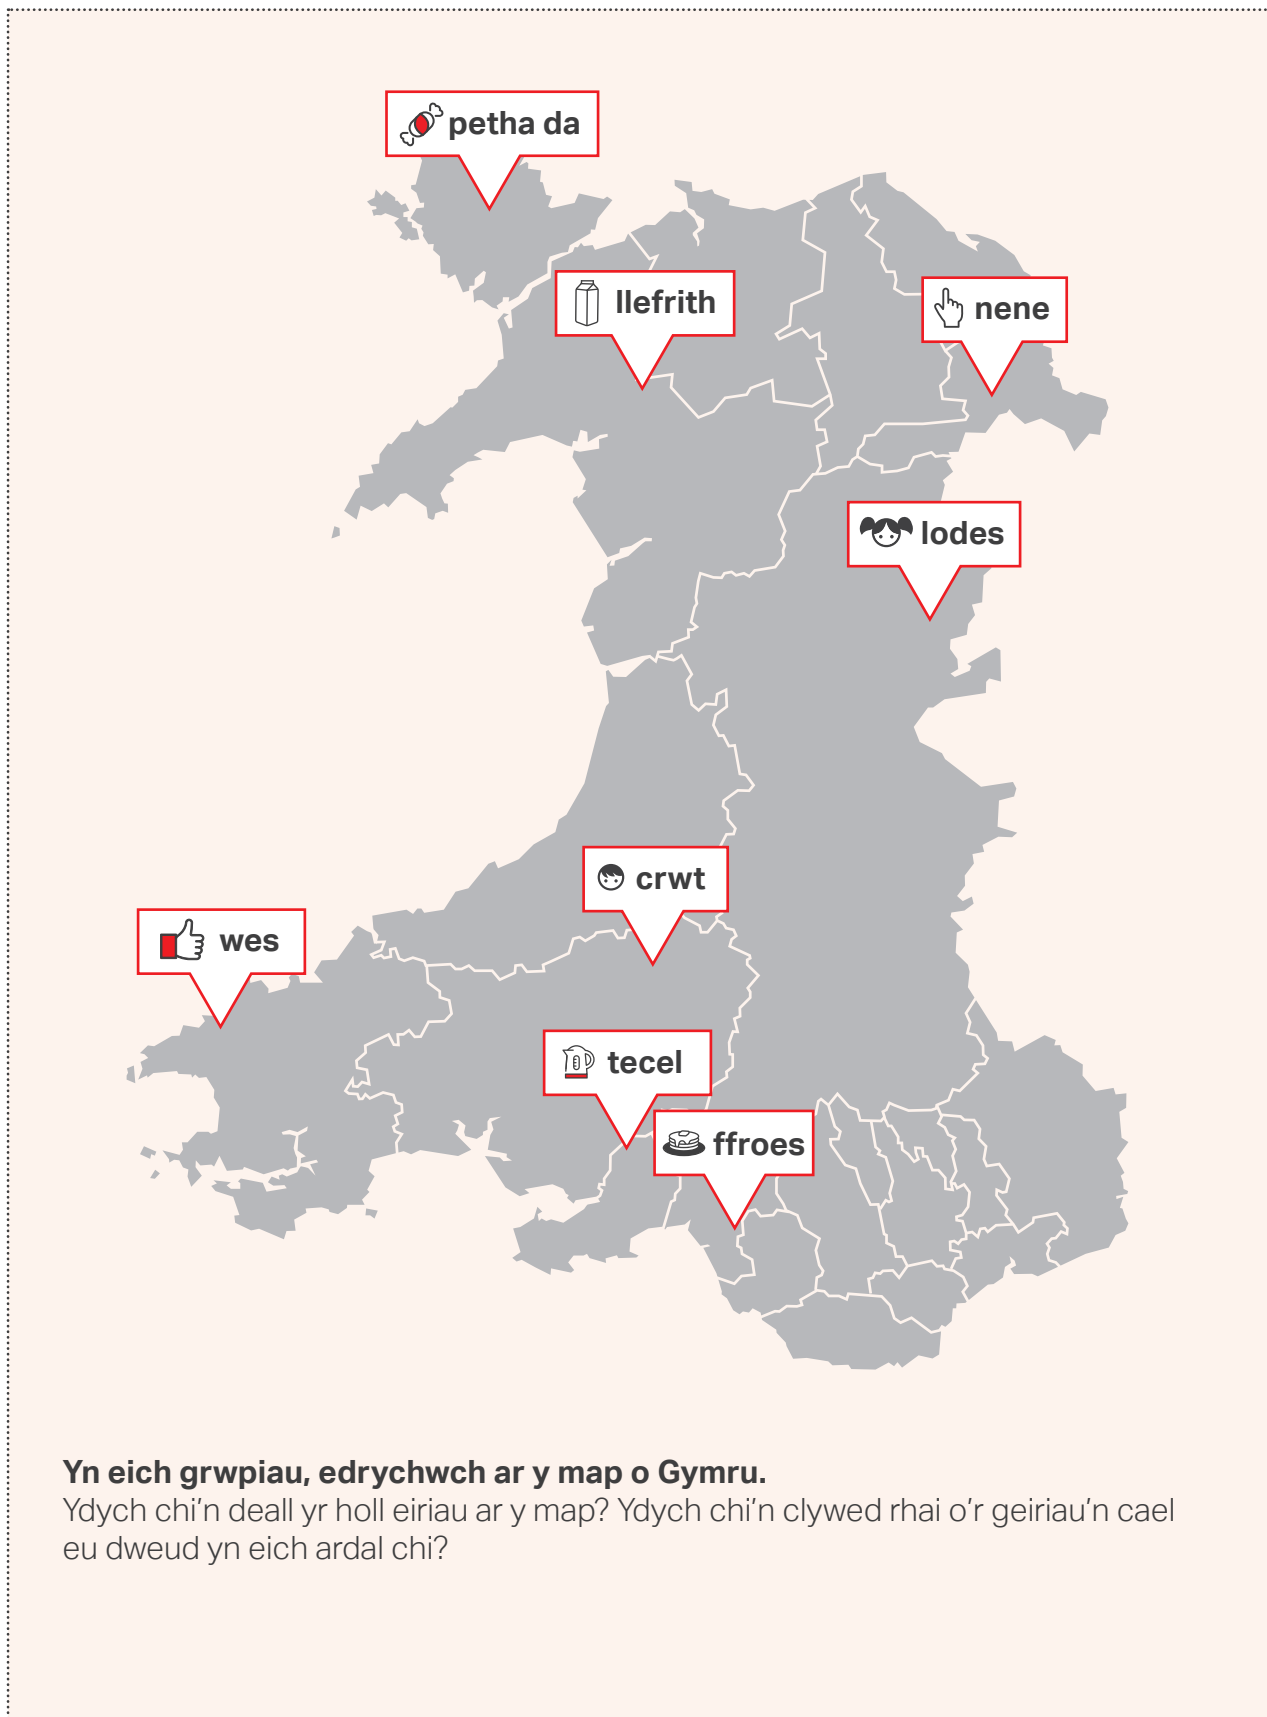 petha da
llefrith
nene
lodes
crwt
wes
tecel
ffroes
Yn eich grwpiau, edrychwch ar y map o Gymru.
Ydych chi’n deall yr holl eiriau ar y map? Ydych chi’n clywed rhai o’r geiriau’n cael
eu dweud yn eich ardal chi?